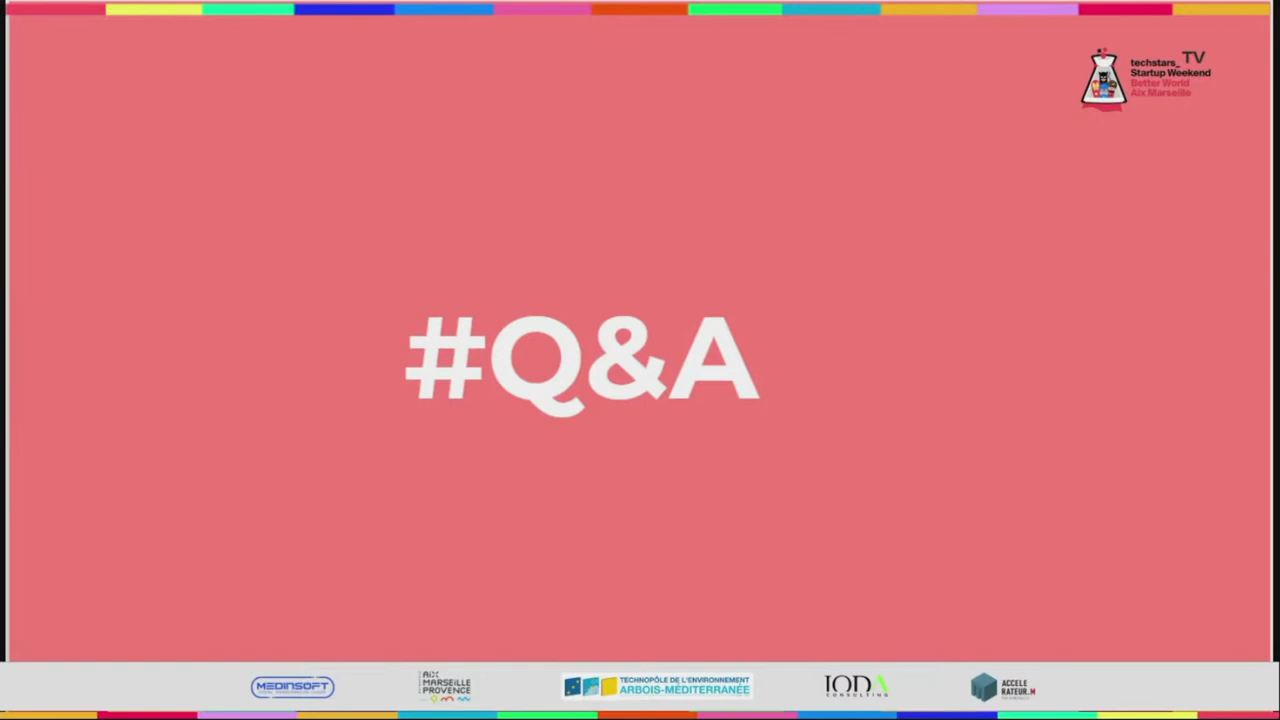 techstars_ TV
Startup Weekend
Better World
Aix Marseille
#Q&A
MEDINSOFT
AIX
MARSEILLE
PROVENCE
TECHNOPÔLE DE L'ENVIRONNEMENT
ARBOIS-MÉDITERRANÉE
IODA
CONSULTING
ACCELE
RATEUR.M